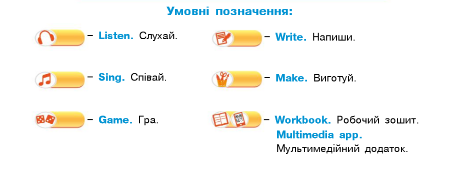 Умовні позначення:
– Listen. Слухай.
– Write. Напиши.
– Sing. Співай.
– Make. Виготуй.
– Game. Гра.
– Workbook. Робочий зошит.
Multimedia app.
Мультимедійний додаток.